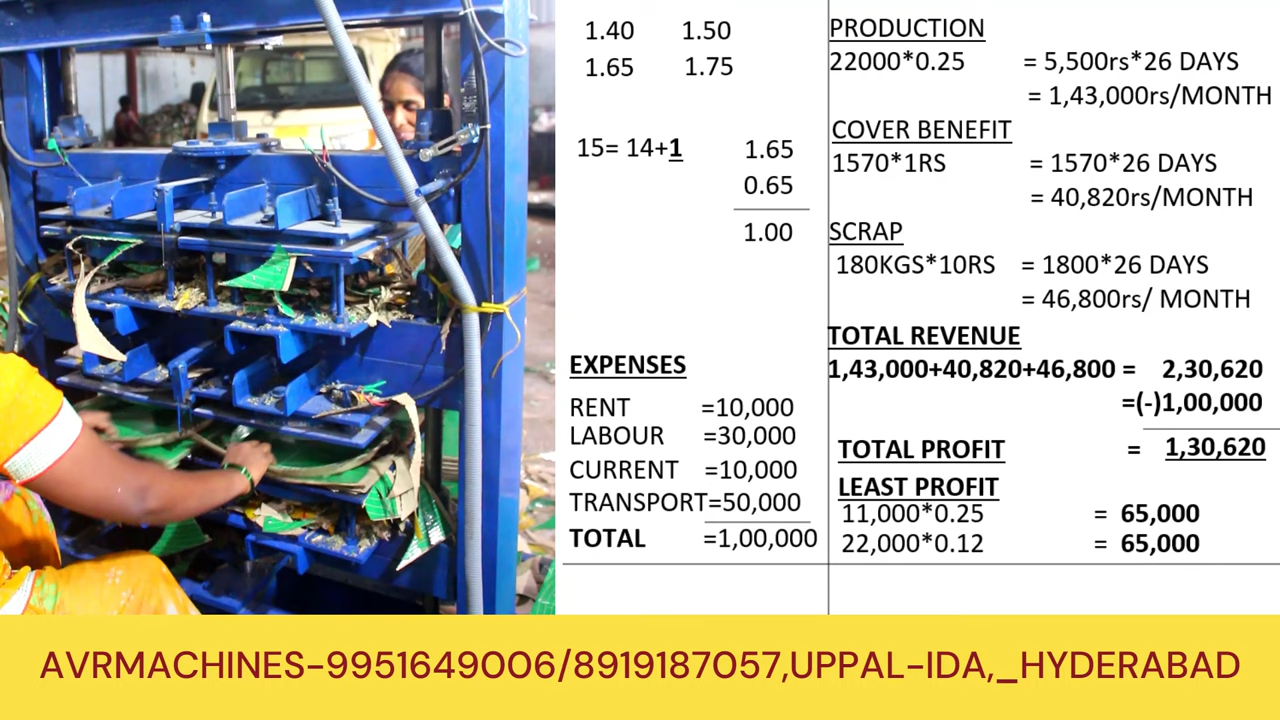 1.40 1.50
1.65 1.75
15= 14+1 1.65
0.65
1.00
EXPENSES
RENT =10,000
LABOUR =30,000
CURRENT =10,000
TRANSPORT=50,000
TOTAL =1,00,000
PRODUCTION
22000*0.25 = 5,500rs*26 DAYS
= 1,43,000rs/MONTH
COVER BENEFIT
1570*1RS = 1570*26 DAYS
= 40,820rs/MONTH
SCRAP
180KGS*10RS = 1800*26 DAYS
= 46,800rs/ MONTH
TOTAL REVENUE
1,43,000+40,820+46,800 = 2,30,620
=(-)1,00,000
TOTAL PROFIT = 1,30,620
LEAST PROFIT
11,000*0.25 = 65,000
22,000*0.12 = 65,000
AVRMACHINES-9951649006/8919187057,UPPAL-IDA,_HYDERABAD